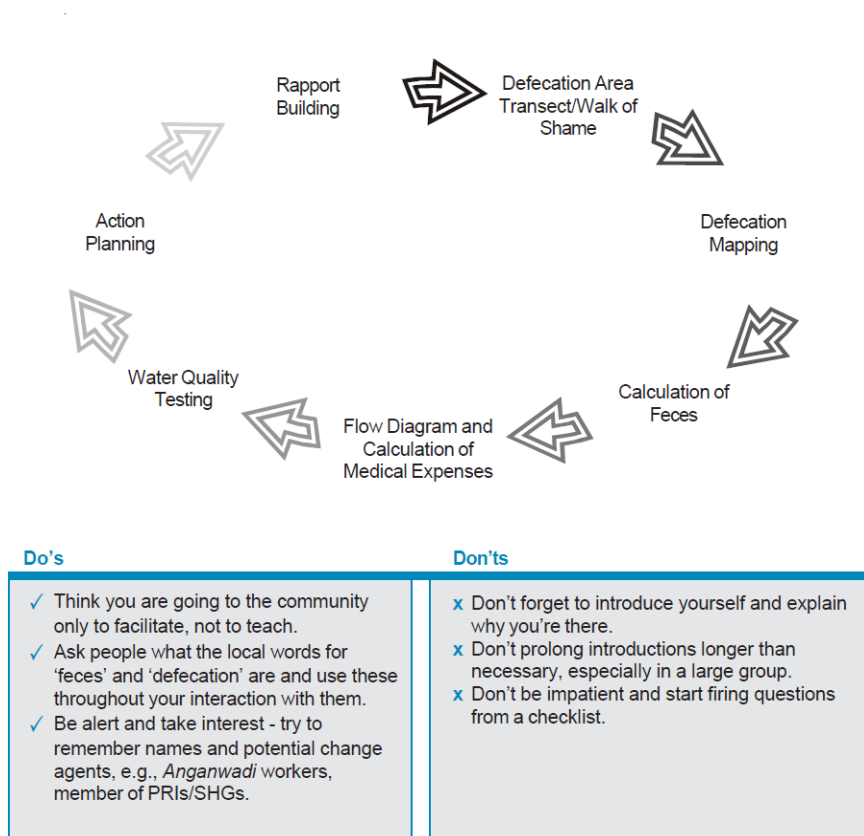 Rapport
Building
Defecation Area
Transect/Walk of
Shame
Defecation
Mapping
Calculation of
Feces
Flow Diagram and
Calculation of
Medical Expenses
Water Quality
Testing
Action
Planning
Do's
✓ Think you are going to the community
only to facilitate, not to teach.
✓ Ask people what the local words for
‘feces’ and ‘defecation’ are and use these
throughout your interaction with them.
✓ Be alert and take interest - try to
remember names and potential change
agents, e.g., Anganwadi workers,
member of PRIs/SHGs.
Don'ts
x Don't forget to introduce yourself and explain
why you're there.
x Don't prolong introductions longer than
necessary, especially in a large group.
x Don't be impatient and start firing questions
from a checklist.